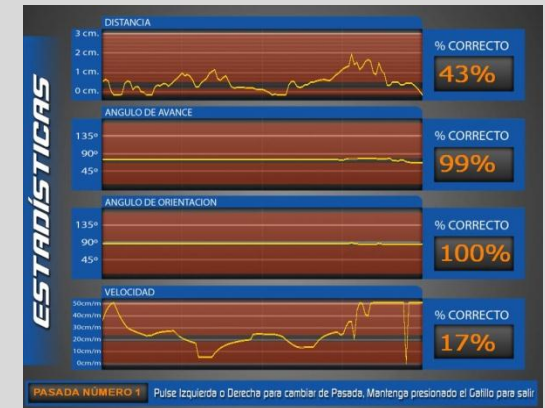 ESTADÍSTICAS
DISTANCIA
3 cm.
2 cm.
1 cm.
0 cm.
% CORRECTO
43%
ANGULO DE AVANCE
135º
90º
45º
% CORRECTO
99%
ANGULO DE ORIENTACION
135º
90º
45º
% CORRECTO
100%
VELOCIDAD
50cm/m
40cm/m
30cm/m
20cm/m
10cm/m
0cm/m
% CORRECTO
17%
PASADA NÚMERO 1 Pulse Izquierda o Derecha para cambiar de Pasada, Mantenga presionado el Gatillo para salir